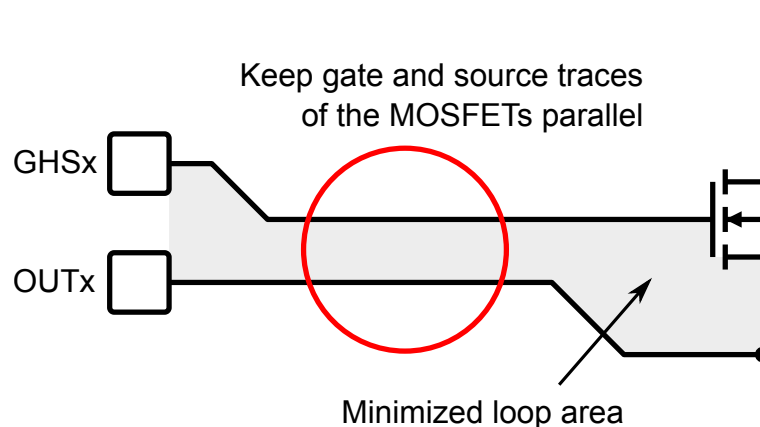 Keep gate and source traces
of the MOSFETs parallel
GHSx
OUTx
Minimized loop area